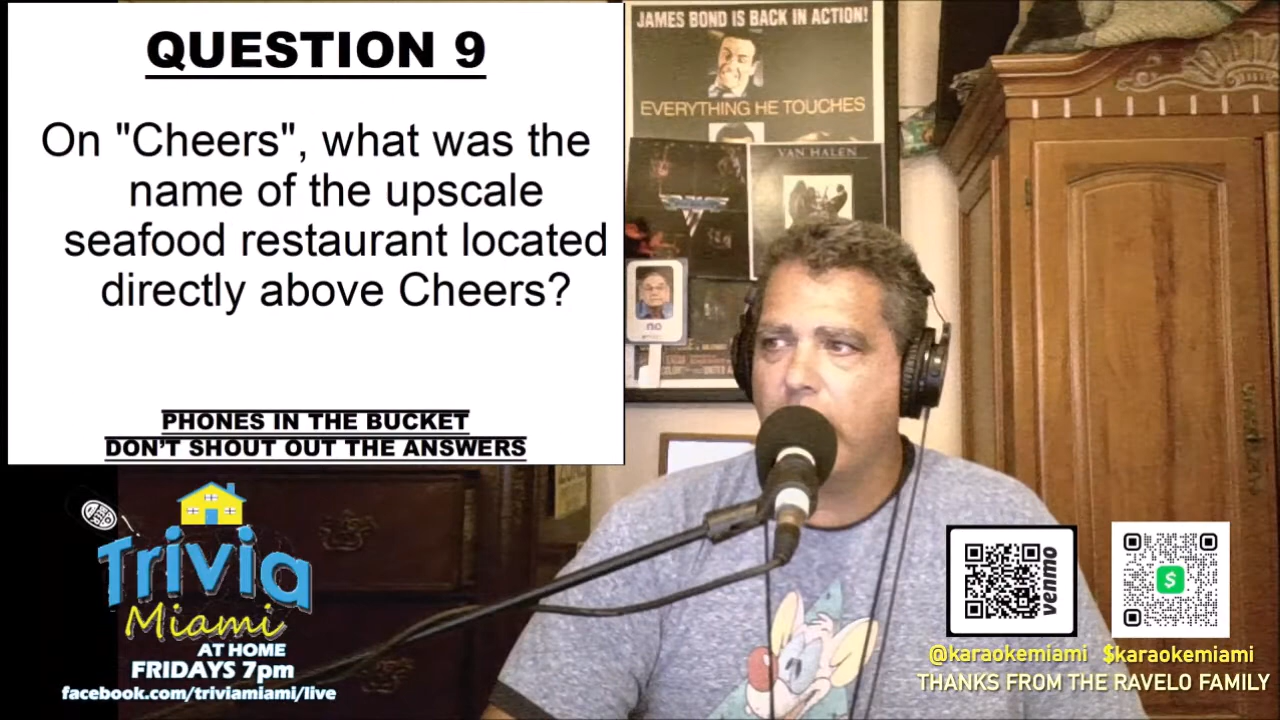 QUESTION 9
On "Cheers", what was the
name of the upscale
seafood restaurant located
directly above Cheers?
PHONES IN THE BUCKET
DON'T SHOUT OUT THE ANSWERS
JAMES BOND IS BACK IN ACTION!
EVERYTHING HE TOUCHES
VAN HALEN
no
Trivia
Miami
AT HOME
FRIDAYS 7pm
facebook.com/triviamiami/live
venmo
$
@karaokemiami $karaokemiami
THANKS FROM THE RAVELO FAMILY